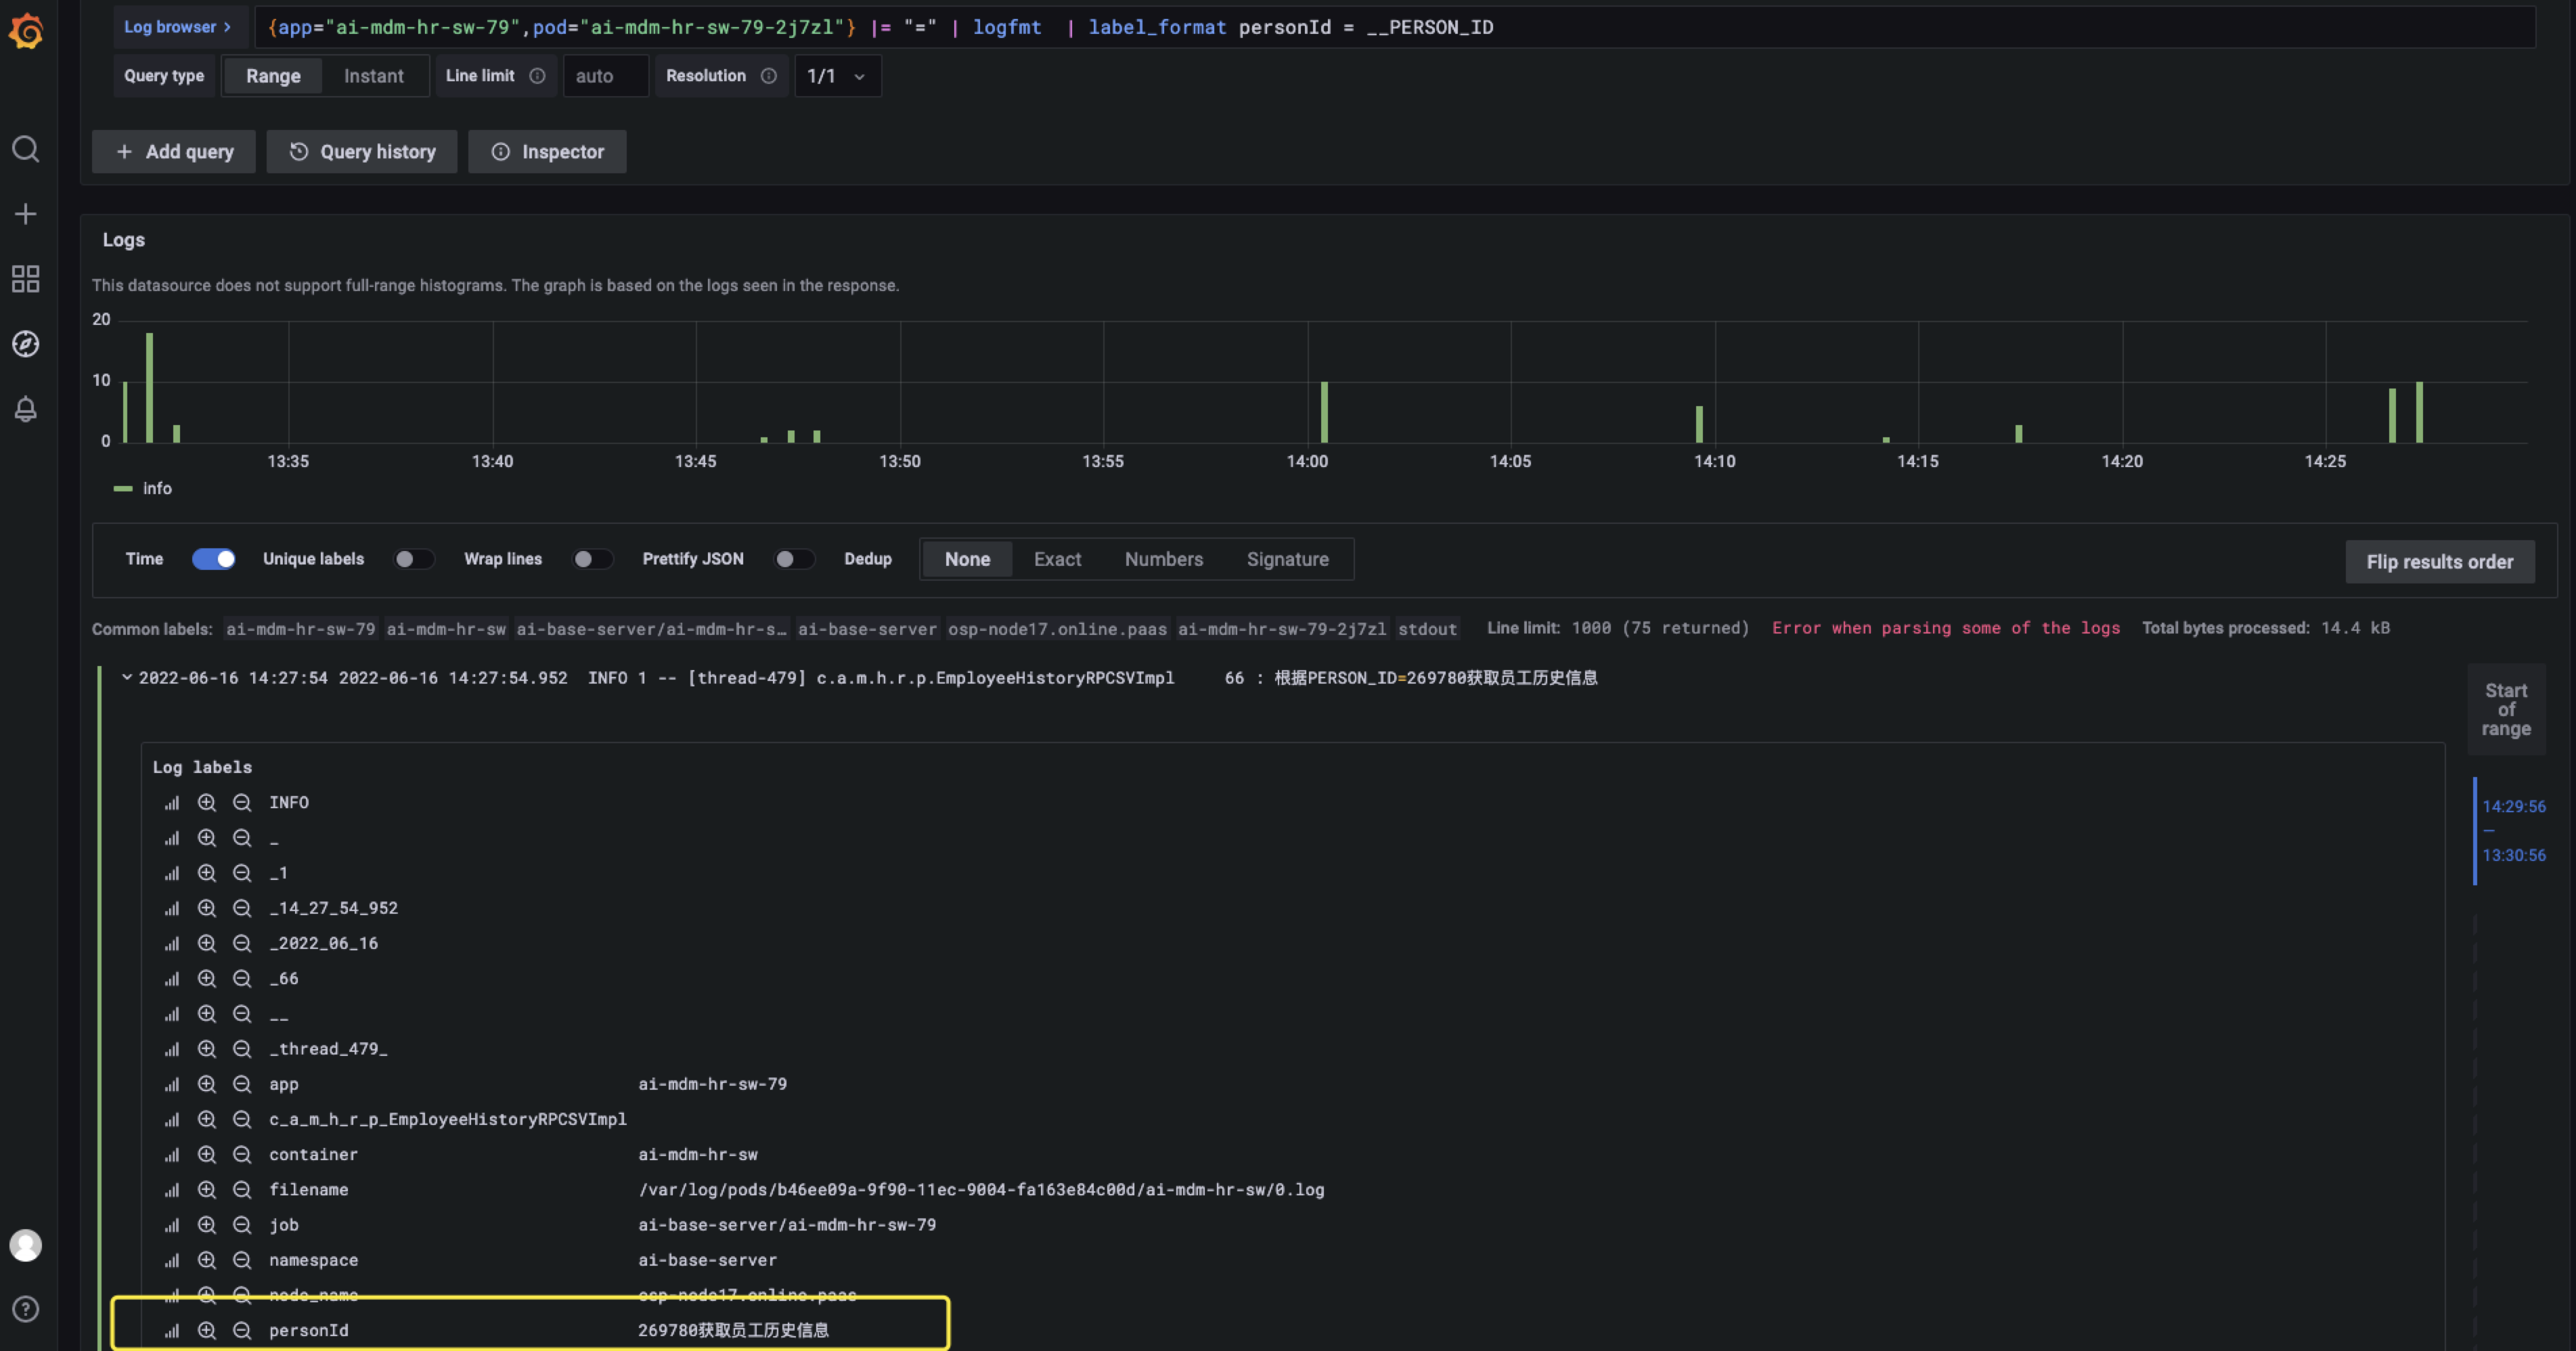 Log browser > {app="ai-mdm-hr-sw-79",pod="ai-mdm-hr-sw-79-2j7zl"} |= "=" | logfmt | label_format personId = __PERSON_ID
Query type Range Instant Line limit auto Resolution 1/1
Add query Query history Inspector
Logs
This datasource does not support full-range histograms. The graph is based on the logs seen in the response.
20
10
0
13:35 13:40 13:45 13:50 13:55 14:00 14:05 14:10 14:15 14:20 14:25
info
Time Unique labels Wrap lines Prettify JSON Dedup None Exact Numbers Signature Flip results order
Common labels: ai-mdm-hr-sw-79 ai-mdm-hr-sw ai-base-server/ai-mdm-hr-s… ai-base-server osp-node17.online.paas ai-mdm-hr-sw-79-2j7zl stdout Line limit: 1000 (75 returned) Error when parsing some of the logs Total bytes processed: 14.4 kB
2022-06-16 14:27:54 2022-06-16 14:27:54.952 INFO 1 -- [thread-479] c.a.m.h.r.p.EmployeeHistoryRPCSVImpl 66 : 根据PERSON_ID=269780获取员工历史信息
Start
of
range
14:29:56
—
13:30:56
Log labels
INFO
_
_1
_14_27_54_952
_2022_06_16
_66
__
_thread_479_
app ai-mdm-hr-sw-79
c_a_m_h_r_p_EmployeeHistoryRPCSVImpl
container ai-mdm-hr-sw
filename /var/log/pods/b46ee09a-9f90-11ec-9004-fa163e84c00d/ai-mdm-hr-sw/0.log
job ai-base-server/ai-mdm-hr-sw-79
namespace ai-base-server
node_name osp-node17.online.paas
personId 269780获取员工历史信息